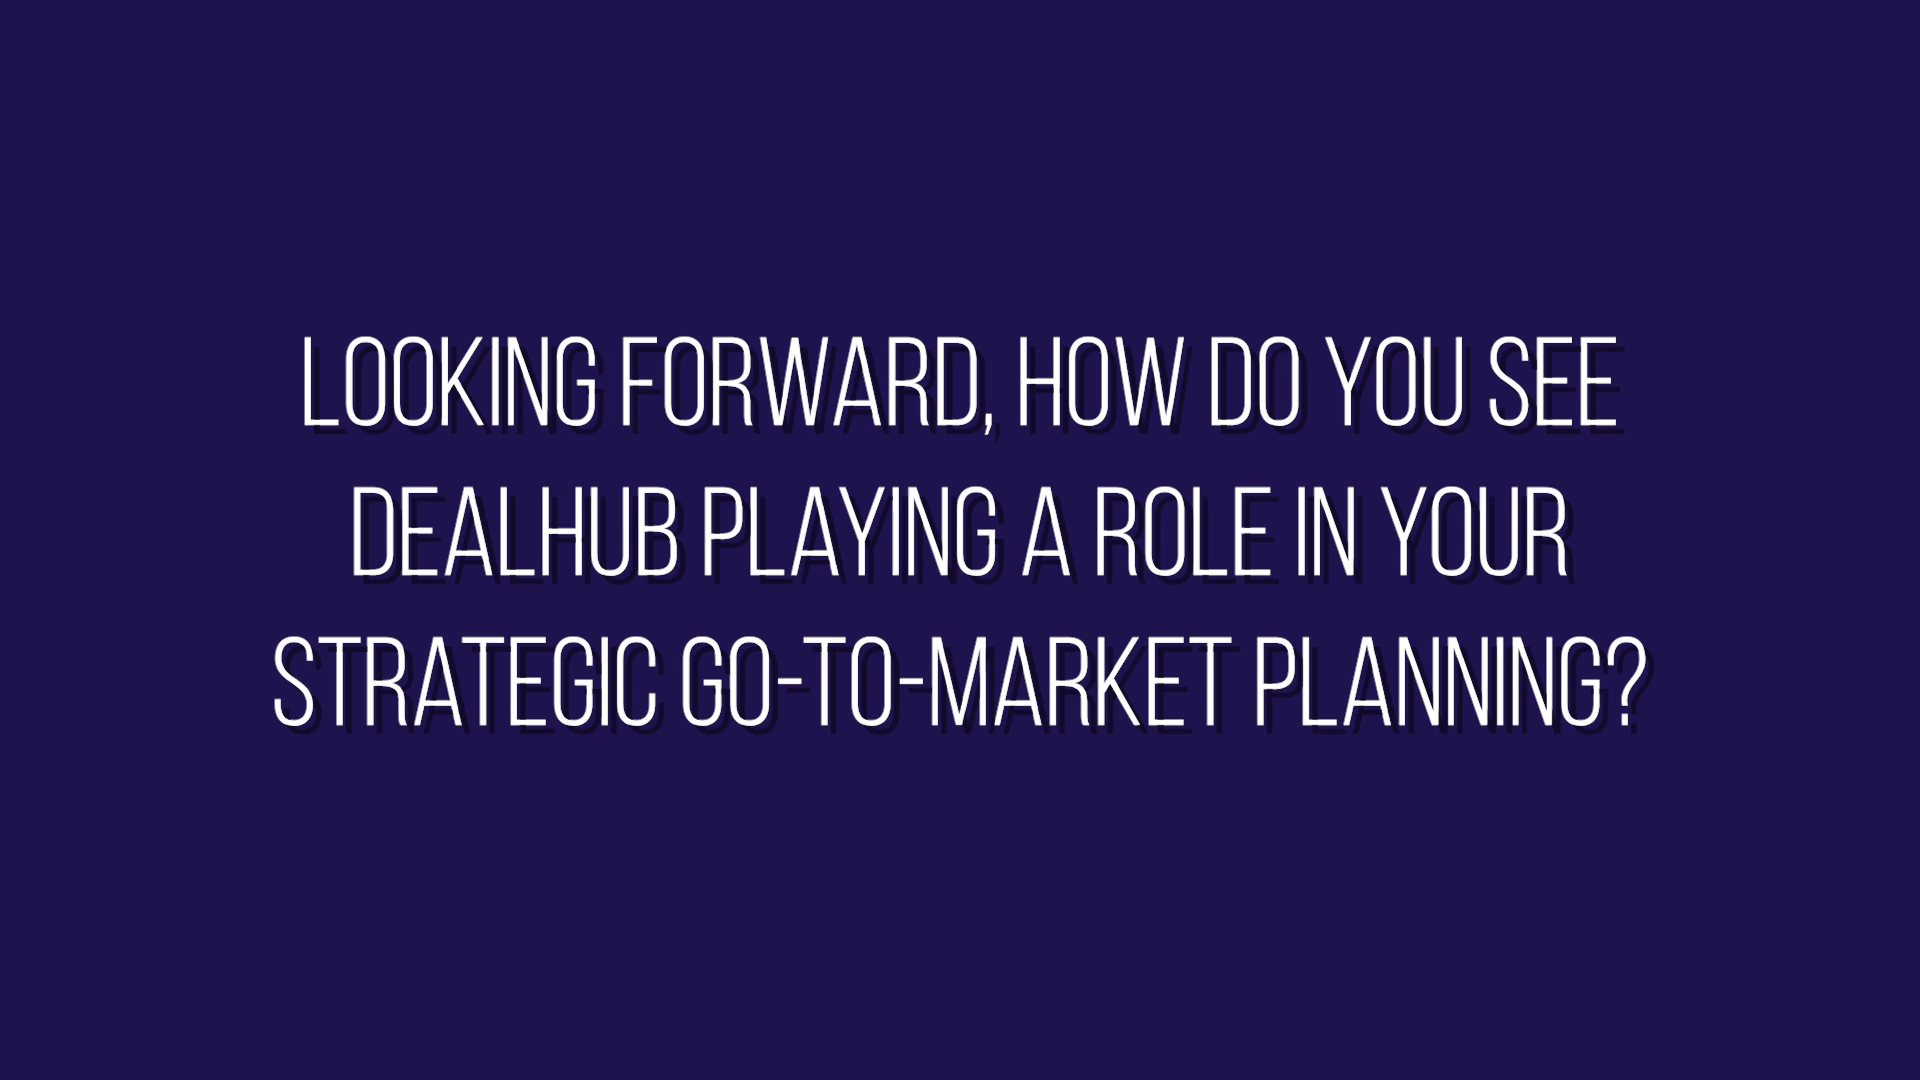 LOOKING FORWARD, HOW DO YOU SEE
DEALHUB PLAYING A ROLE IN YOUR
STRATEGIC GO-TO-MARKET PLANNING?